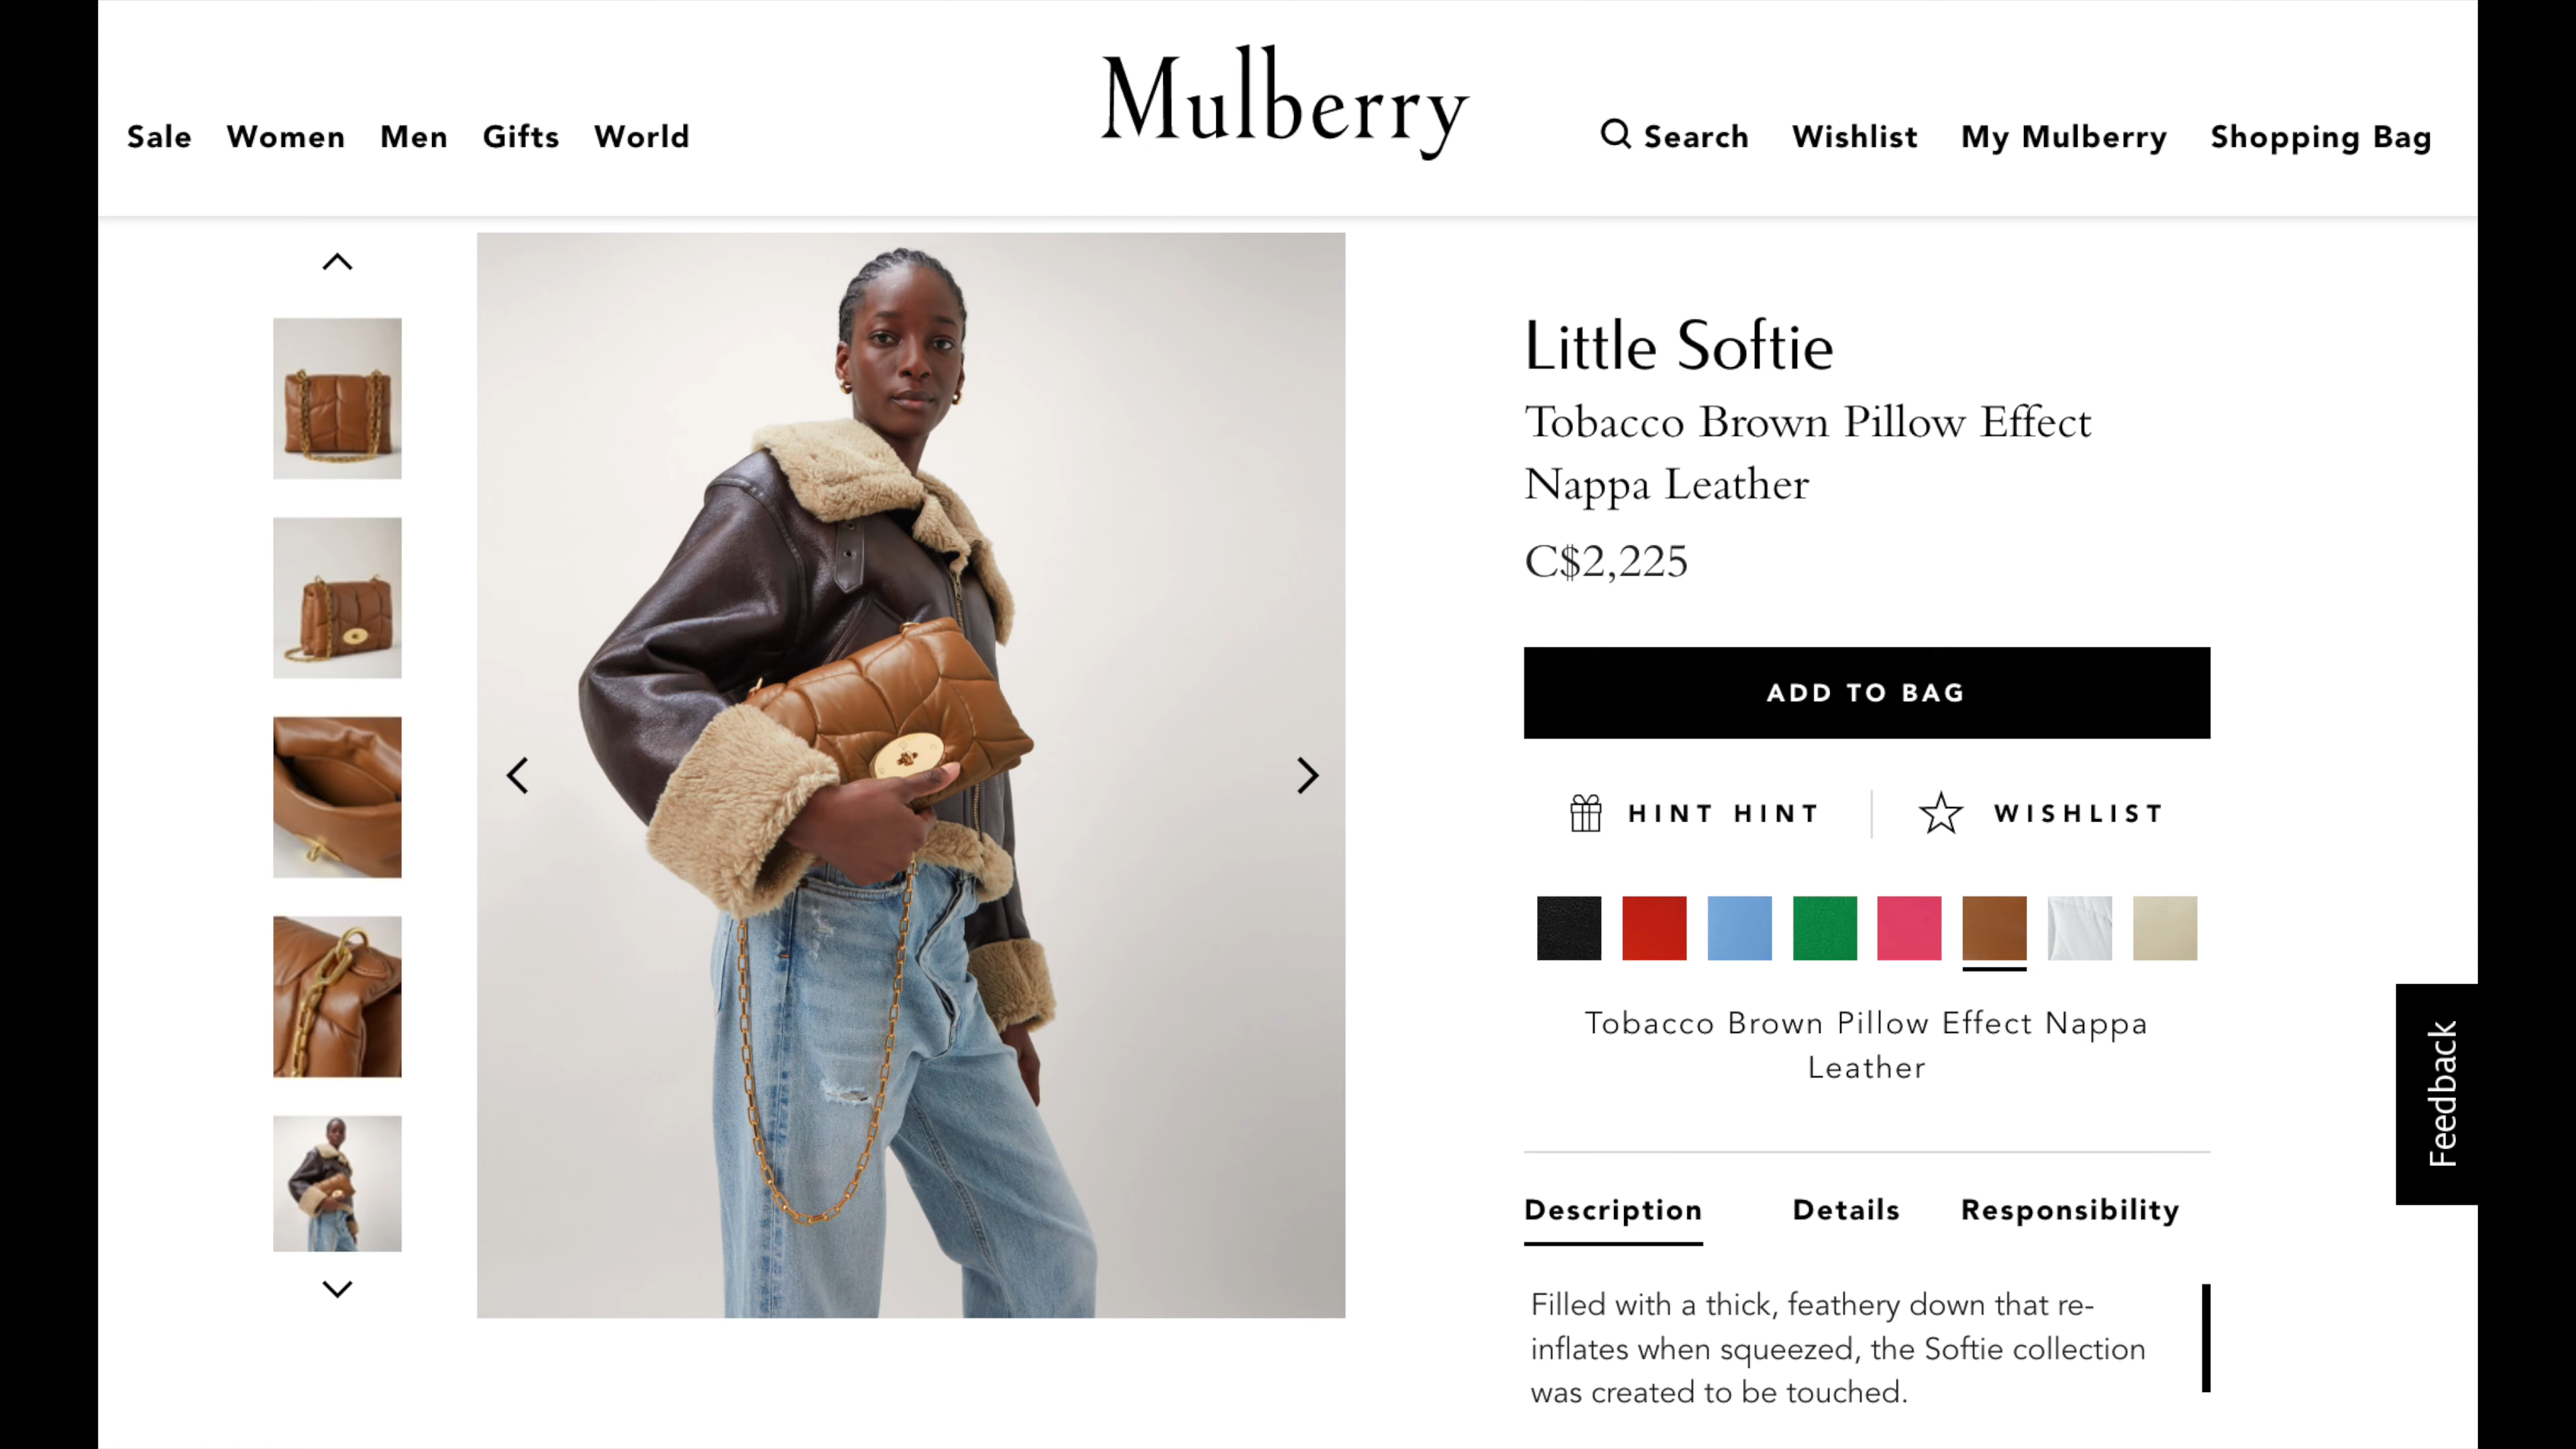 Mulberry
Sale Women Men Gifts World
Search Wishlist My Mulberry Shopping Bag
Little Softie
Tobacco Brown Pillow Effect
Nappa Leather
C$2,225
ADD TO BAG
HINT HINT
WISHLIST
Tobacco Brown Pillow Effect Nappa
Leather
Description Details Responsibility
Filled with a thick, feathery down that re-
inflates when squeezed, the Softie collection
was created to be touched.
Feedback